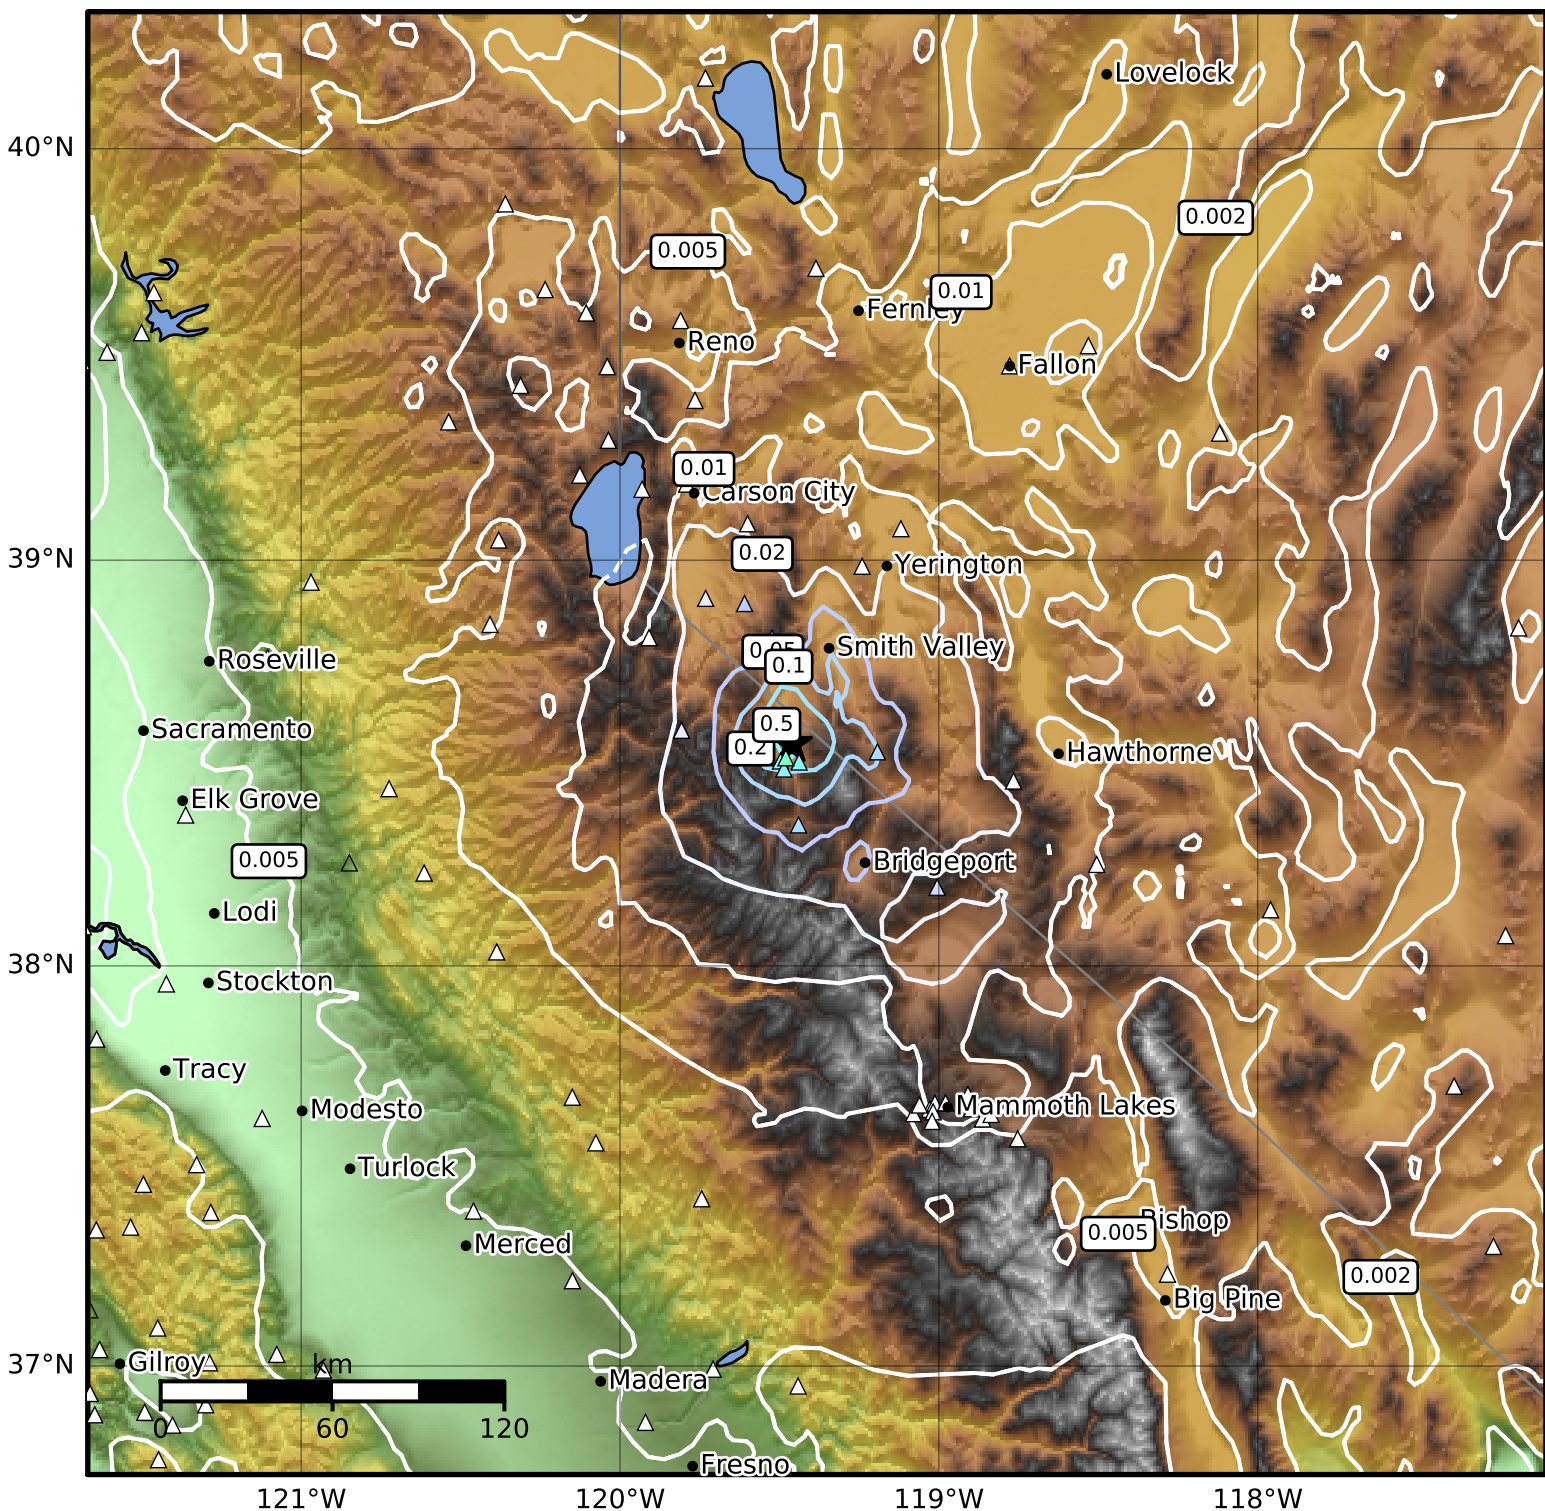 Lovelock
40°N
0.002
0.005
0.01
Fernley
Reno
Fallon
0.01
Carson City
39°N
0.02
Yerington
Smith Valley
0.05
0.1
Roseville
Sacramento
0.5
0.2
Hawthorne
Elk Grove
0.005
Bridgeport
Lodi
38°N
Stockton
Tracy
Modesto
Mammoth Lakes
Turlock
Bishop
0.005
Merced
0.002
Big Pine
37°N
Gilroy
km
Madera
0 60 120
Fresno
121°W 120°W 119°W 118°W